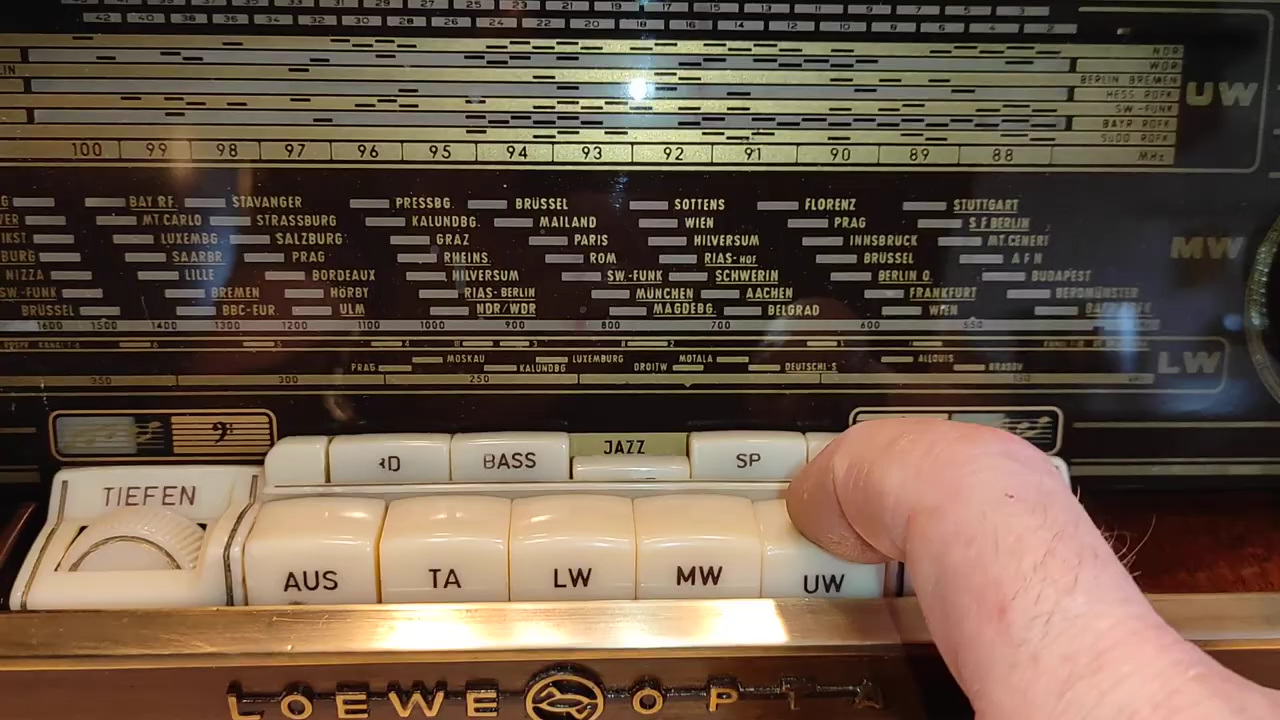 42 40 38 36 34 32 30 28 26 24 22 20 18 16 14 12 10 8 6 4 2
NDR
WDR
BERLIN BREMEN
HESS RDFK
SW-FUNK
BAYR RDFK
SÜDD RDFK
UW
100 99 98 97 96 95 94 93 92 91 90 89 88 MHz
BAY RF. STAVANGER PRESSBG. BRÜSSEL SOTTENS FLORENZ STUTTGART
MT CARLO STRASSBURG KALUNDBG. MAILAND WIEN PRAG S F BERLIN
LUXEMBG SALZBURG GRAZ PARIS HILVERSUM INNSBRUCK MT.CENERI
MW
SAARBR PRAG RHEINS. ROM RIAS-HOF BRÜSSEL AFN
NIZZA LILLE BORDEAUX HILVERSUM SW.-FUNK SCHWERIN BERLIN O. BUDAPEST
SW.-FUNK BREMEN HÖRBY RIAS-BERLIN MÜNCHEN AACHEN FRANKFURT BEROMÜNSTER
BRÜSSEL BBC-EUR. ULM NDR/WDR MAGDEBG. BELGRAD WIEN
1600 1500 1400 1300 1200 1100 1000 900 800 700 600 550
MOSKAU LUXEMBURG MOTALA ALLOUIS
PRAG KALUNDBG DROITW DEUTSCHL-S BRASOV
LW
350 300 250 150
RD BASS JAZZ SP
TIEFEN
AUS TA LW MW UW
LOEWE OPTA